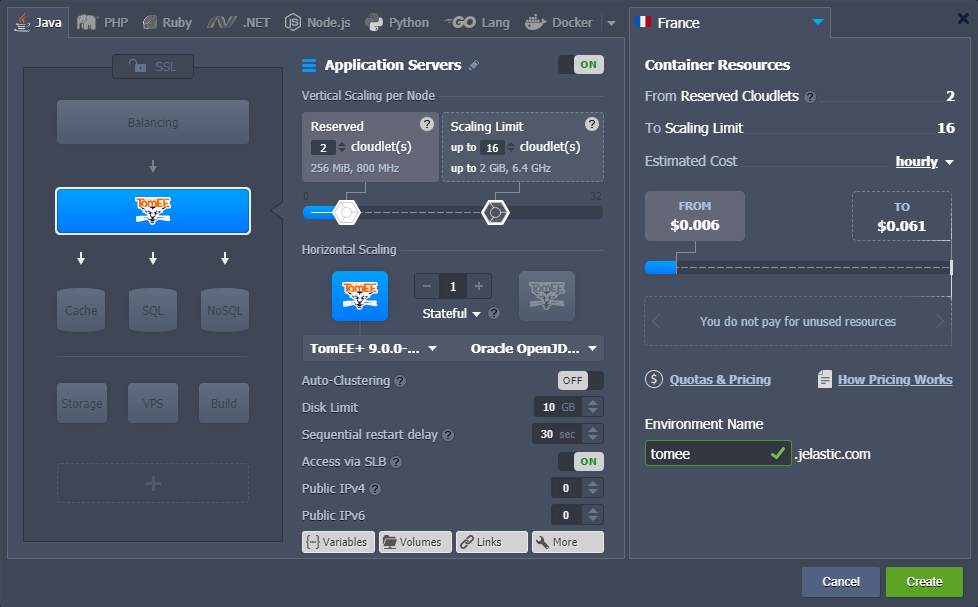 Java PHP Ruby .NET Node.js Python GO Lang Docker
France
SSL
Balancing
TomEE
Cache SQL NoSQL
Storage VPS Build
Application Servers ON
Vertical Scaling per Node
Reserved ?
2 cloudlet(s)
256 MiB, 800 MHz
Scaling Limit ?
up to 16 cloudlet(s)
up to 2 GiB, 6.4 GHz
0 32
Horizontal Scaling
TomEE 1 TomEE
Stateful ?
TomEE+ 9.0.0-... Oracle OpenJD...
Auto-Clustering ? OFF
Disk Limit 10 GB
Sequential restart delay ? 30 sec
Access via SLB ? ON
Public IPv4 ? 0
Public IPv6 0
Variables Volumes Links More
Container Resources
From Reserved Cloudlets ? 2
To Scaling Limit 16
Estimated Cost hourly
FROM
$0.006
TO
$0.061
You do not pay for unused resources
$ Quotas & Pricing How Pricing Works
Environment Name
tomee .jelastic.com
Cancel Create